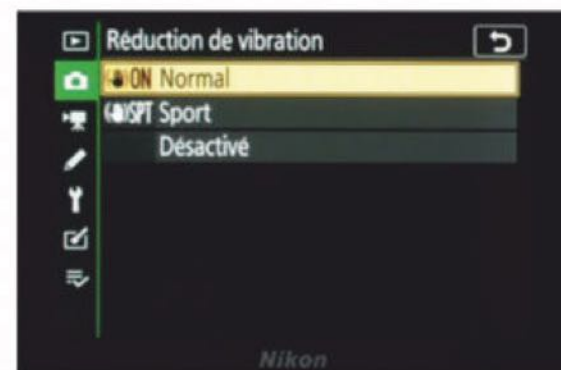 Réduction de vibration
ON Normal
SPT Sport
Désactivé
Nikon